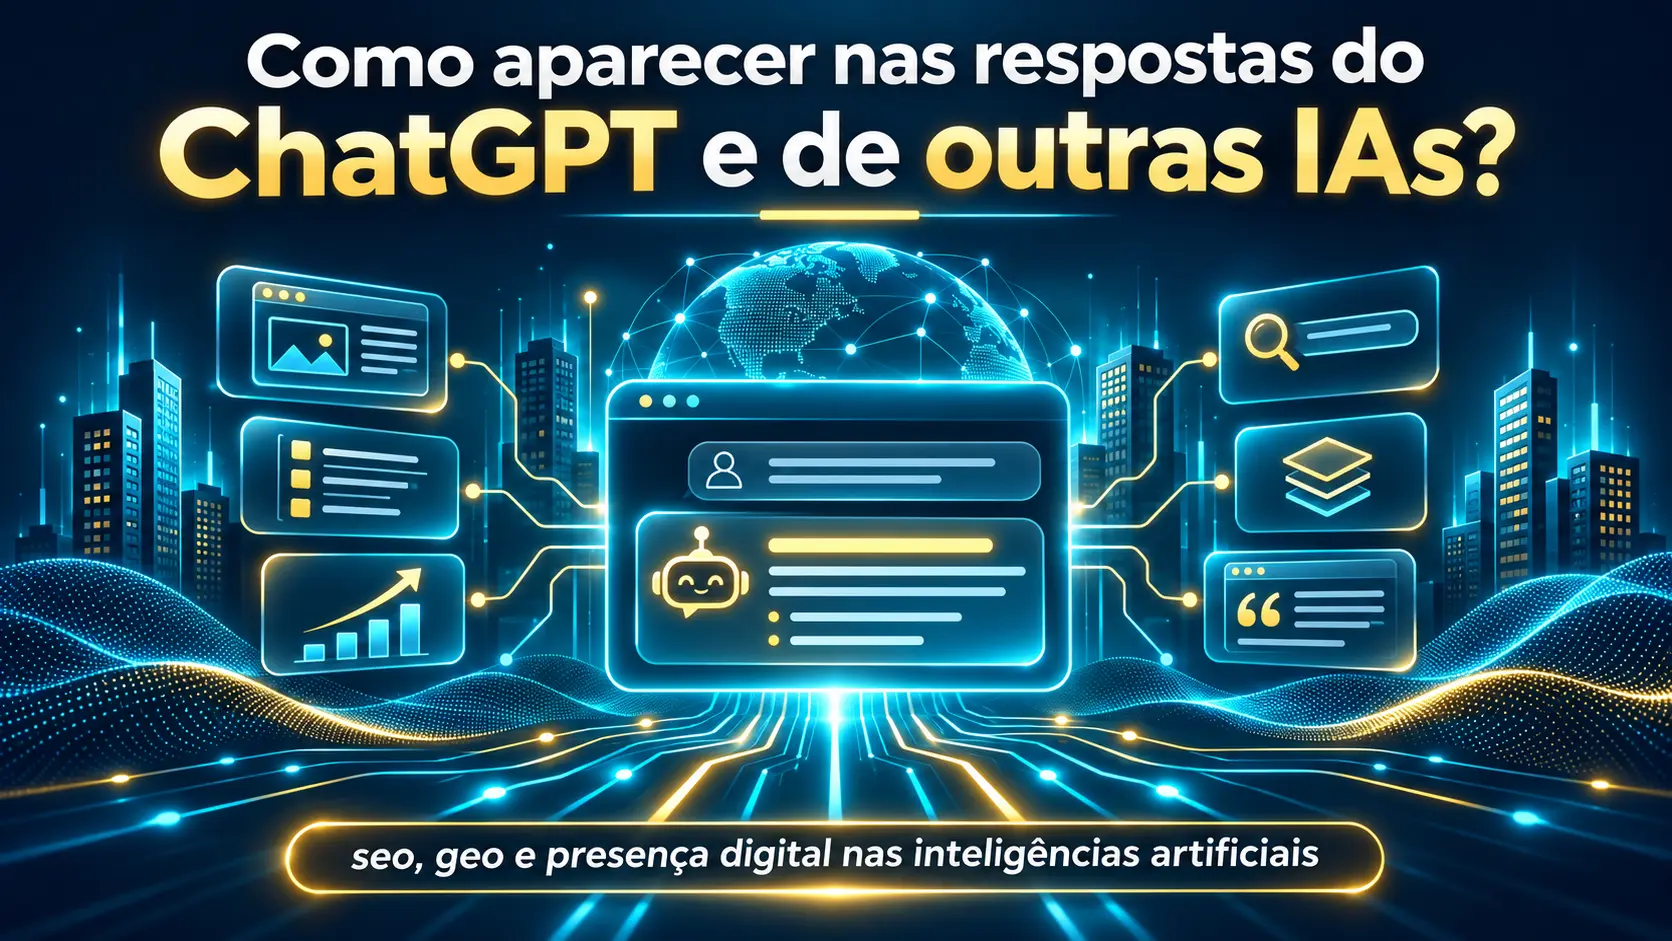 Como aparecer nas respostas do
ChatGPT e de outras IAs?
seo, geo e presença digital nas inteligências artificiais